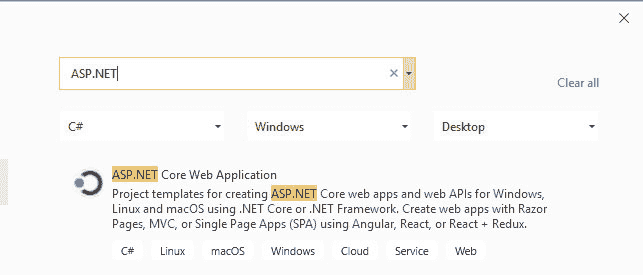 ASP.NET
Clear all
C# Windows Desktop
ASP.NET Core Web Application
Project templates for creating ASP.NET Core web apps and web APIs for Windows,
Linux and macOS using .NET Core or .NET Framework. Create web apps with Razor
Pages, MVC, or Single Page Apps (SPA) using Angular, React, or React + Redux.
C# Linux macOS Windows Cloud Service Web